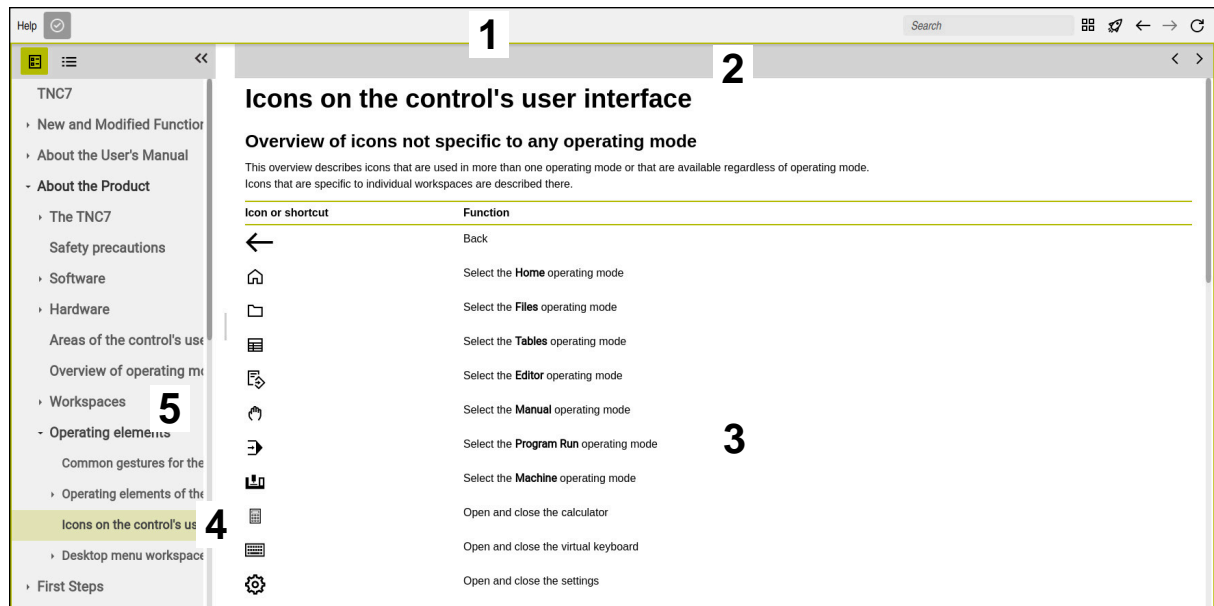 Help
1
Search
2
TNC7
New and Modified Function
About the User's Manual
About the Product
The TNC7
Safety precautions
Software
Hardware
Areas of the control's use
Overview of operating mo
Workspaces
5
Operating elements
Common gestures for the
Operating elements of the
Icons on the control's us
4
Desktop menu workspace
First Steps
Icons on the control's user interface
Overview of icons not specific to any operating mode
This overview describes icons that are used in more than one operating mode or that are available regardless of operating mode.
Icons that are specific to individual workspaces are described there.
Icon or shortcut Function
Back
Select the Home operating mode
Select the Files operating mode
Select the Tables operating mode
Select the Editor operating mode
Select the Manual operating mode
Select the Program Run operating mode
3
Select the Machine operating mode
Open and close the calculator
Open and close the virtual keyboard
Open and close the settings